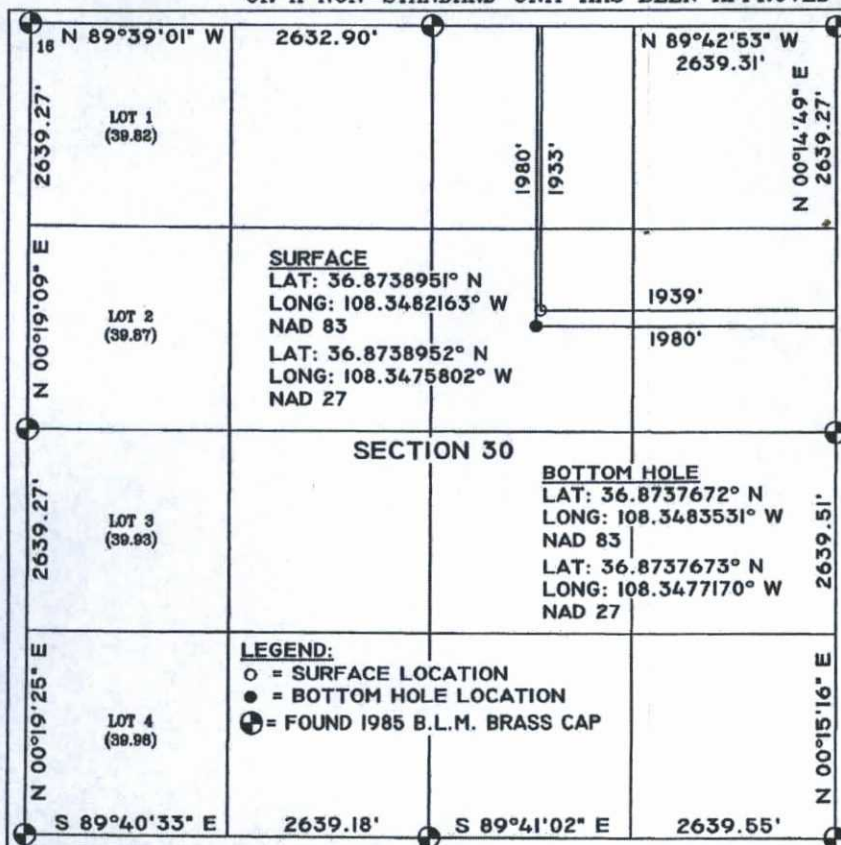 N 89°39'01" W 2632.90' N 89°42'53" W
2639.31'
16
2639.27'
LOT 1
(39.82)
1980'
1933'
N 00°14'49" E
2639.27'
N 00°19'09" E
LOT 2
(39.87)
SURFACE
LAT: 36.8738951° N
LONG: 108.3482163° W
NAD 83
LAT: 36.8738952° N
LONG: 108.3475802° W
NAD 27
1939'
1980'
SECTION 30
2639.27'
LOT 3
(39.93)
BOTTOM HOLE
LAT: 36.8737672° N
LONG: 108.3483531° W
NAD 83
LAT: 36.8737673° N
LONG: 108.3477170° W
NAD 27
2639.51'
N 00°19'25" E
LOT 4
(39.98)
LEGEND:
○ = SURFACE LOCATION
● = BOTTOM HOLE LOCATION
= FOUND 1985 B.L.M. BRASS CAP
N 00°15'16" E
S 89°40'33" E 2639.18' S 89°41'02" E 2639.55'